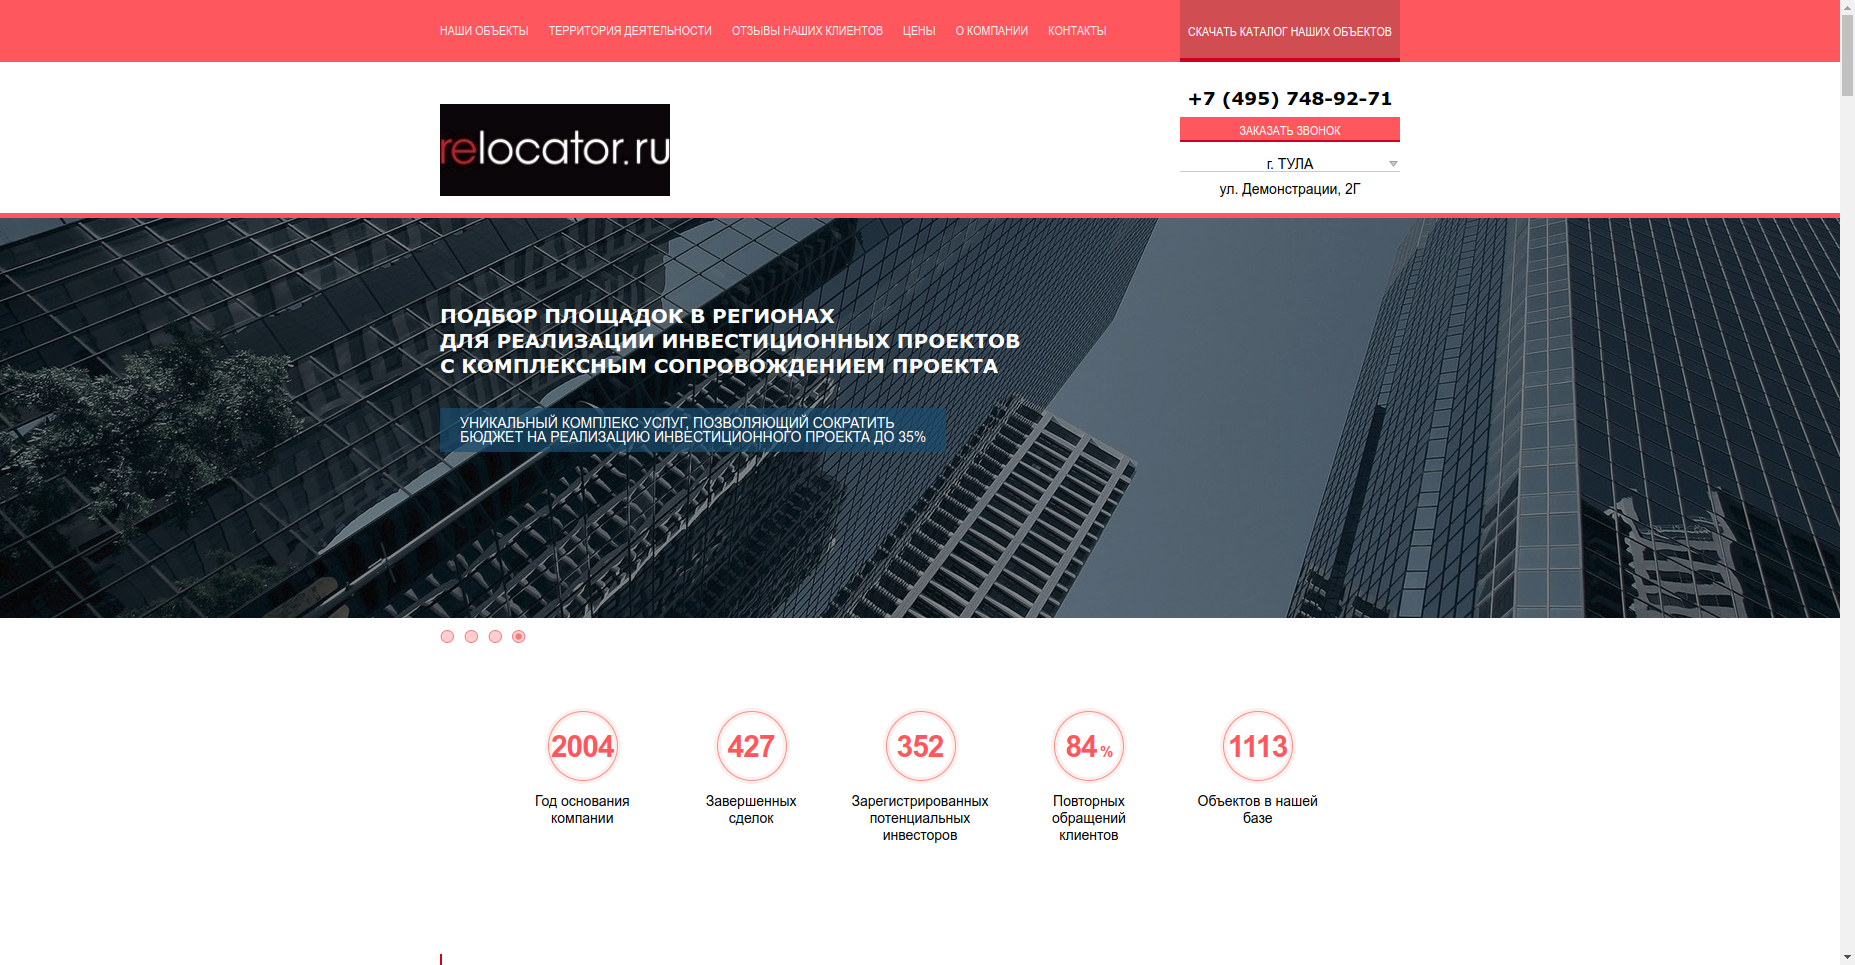 НАШИ ОБЪЕКТЫ
ТЕРРИТОРИЯ ДЕЯТЕЛЬНОСТИ
ОТЗЫВЫ НАШИХ КЛИЕНТОВ
ЦЕНЫ
О КОМПАНИИ
КОНТАКТЫ
СКАЧАТЬ КАТАЛОГ НАШИХ ОБЪЕКТОВ
relocator.ru
+7 (495) 748-92-71
ЗАКАЗАТЬ ЗВОНОК
г. ТУЛА
ул. Демонстрации, 2Г
ПОДБОР ПЛОЩАДОК В РЕГИОНАХ
ДЛЯ РЕАЛИЗАЦИИ ИНВЕСТИЦИОННЫХ ПРОЕКТОВ
С КОМПЛЕКСНЫМ СОПРОВОЖДЕНИЕМ ПРОЕКТА
УНИКАЛЬНЫЙ КОМПЛЕКС УСЛУГ, ПОЗВОЛЯЮЩИЙ СОКРАТИТЬ
БЮДЖЕТ НА РЕАЛИЗАЦИЮ ИНВЕСТИЦИОННОГО ПРОЕКТА ДО 35%
2004
Год основания
компании
427
Завершенных
сделок
352
Зарегистрированных
потенциальных
инвесторов
84 %
Повторных
обращений
клиентов
1113
Объектов в нашей
базе